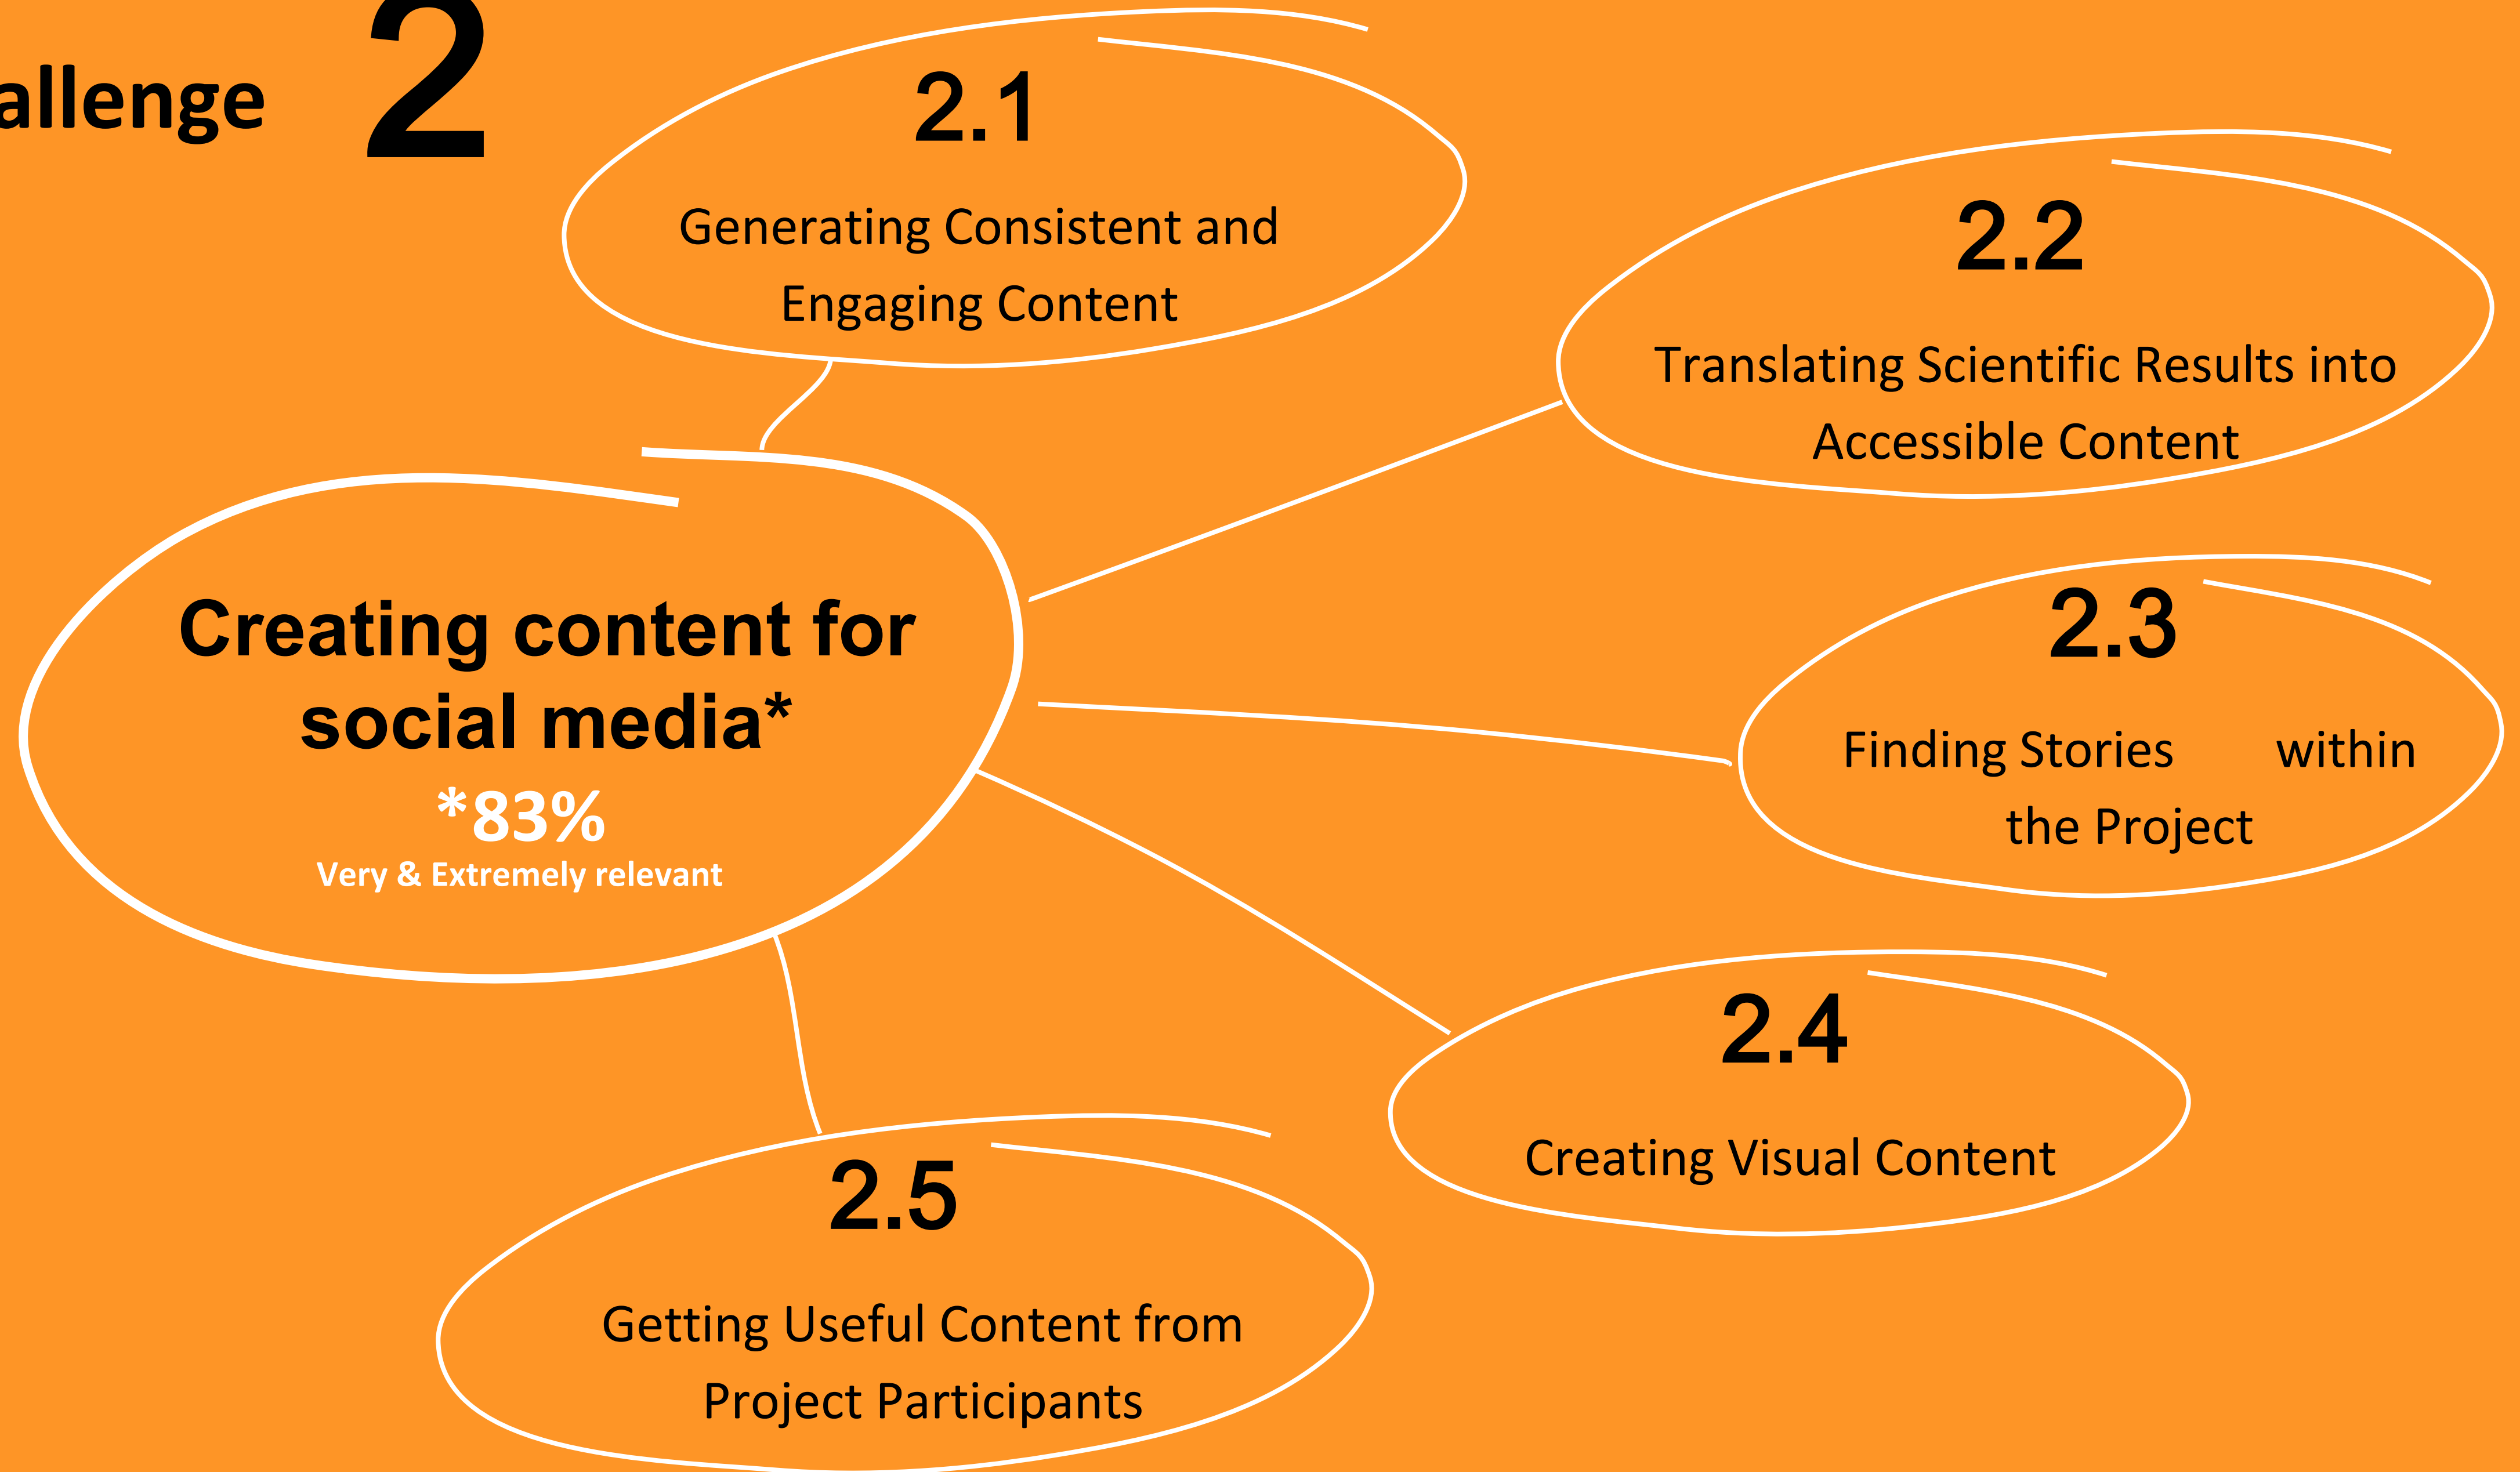 allenge 2
2.1
Generating Consistent and
Engaging Content
2.2
Translating Scientific Results into
Accessible Content
Creating content for
social media*
*83%
Very & Extremely relevant
2.3
Finding Stories within
the Project
2.4
Creating Visual Content
2.5
Getting Useful Content from
Project Participants